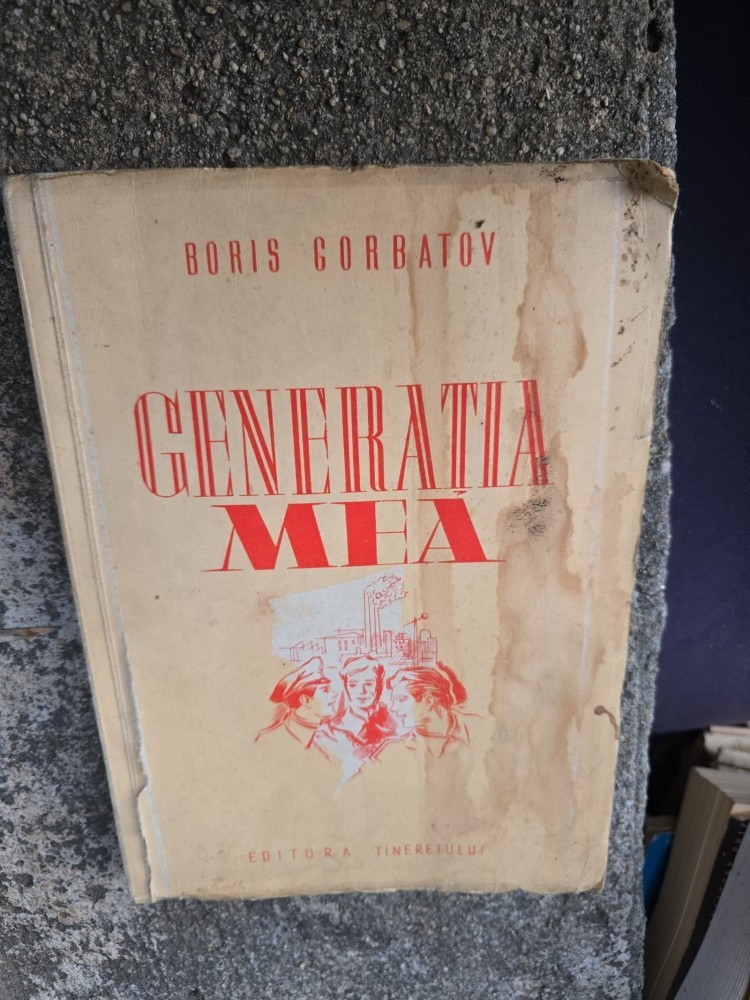 BORIS GORBATOV
GENERAȚIA
MEA
EDITURA TINERETULUI